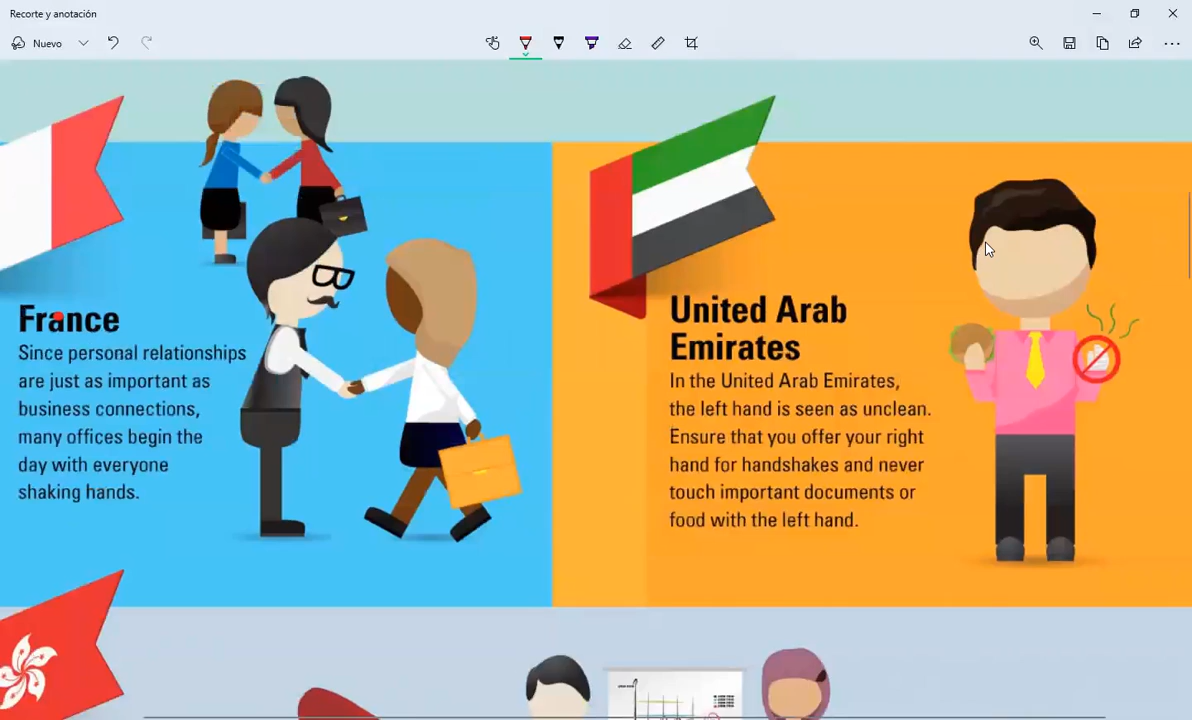 Recorte y anotación
Nuevo
France
Since personal relationships
are just as important as
business connections,
many offices begin the
day with everyone
shaking hands.
United Arab
Emirates
In the United Arab Emirates,
the left hand is seen as unclean.
Ensure that you offer your right
hand for handshakes and never
touch important documents or
food with the left hand.